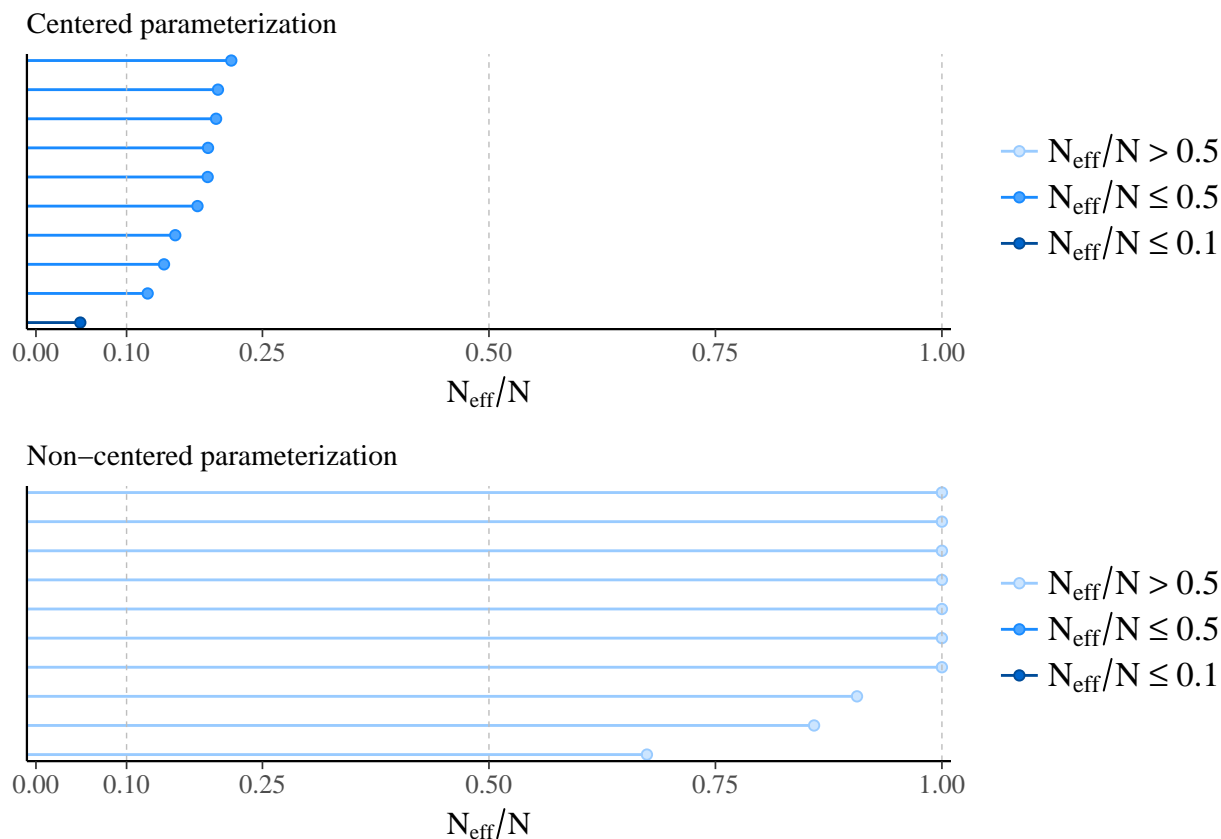 Centered parameterization
N_eff/N > 0.5
N_eff/N ≤ 0.5
N_eff/N ≤ 0.1
0.00 0.10 0.25 0.50 0.75 1.00
N_eff/N
Non−centered parameterization
N_eff/N > 0.5
N_eff/N ≤ 0.5
N_eff/N ≤ 0.1
0.00 0.10 0.25 0.50 0.75 1.00
N_eff/N